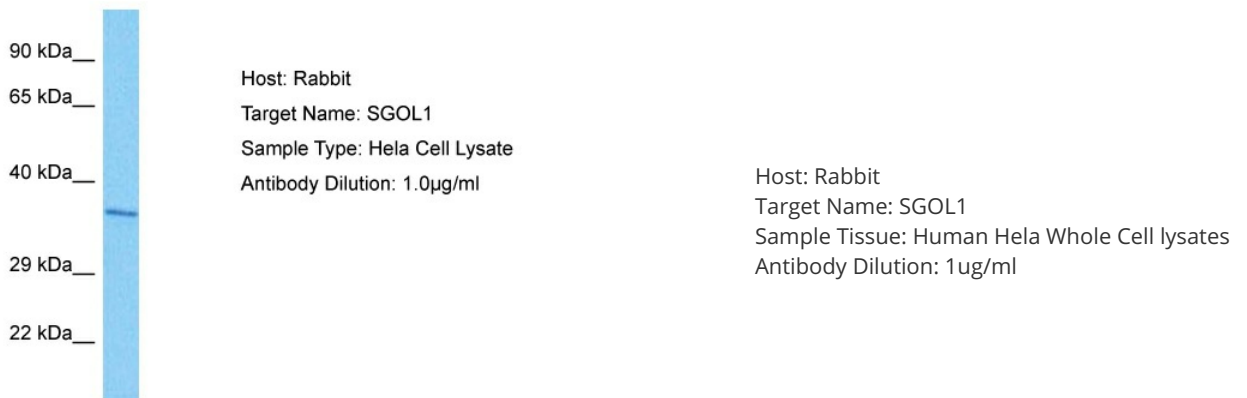 90 kDa__
65 kDa__
40 kDa__
29 kDa__
22 kDa__
Host: Rabbit
Target Name: SGOL1
Sample Type: Hela Cell Lysate
Antibody Dilution: 1.0µg/ml
Host: Rabbit
Target Name: SGOL1
Sample Tissue: Human Hela Whole Cell lysates
Antibody Dilution: 1ug/ml